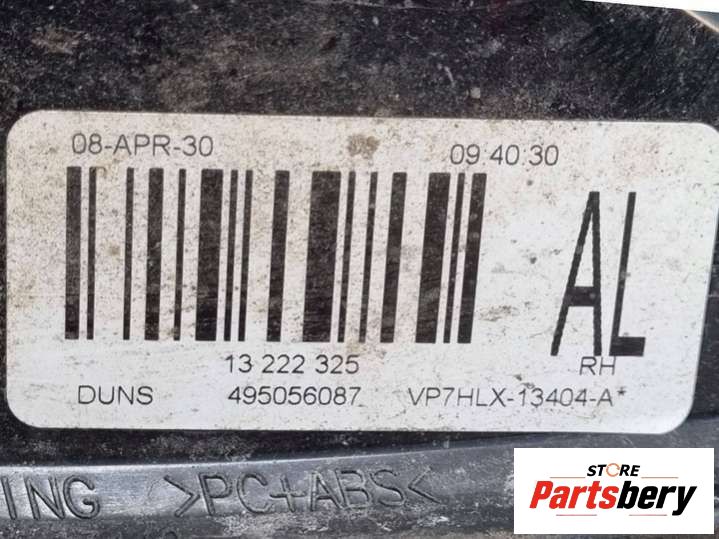 08-APR-30 09 40:30
AL
13 222 325 RH
DUNS 495056087 VP7HLX-13404-A*
ING >PC+ABS<
STORE
Partsbery